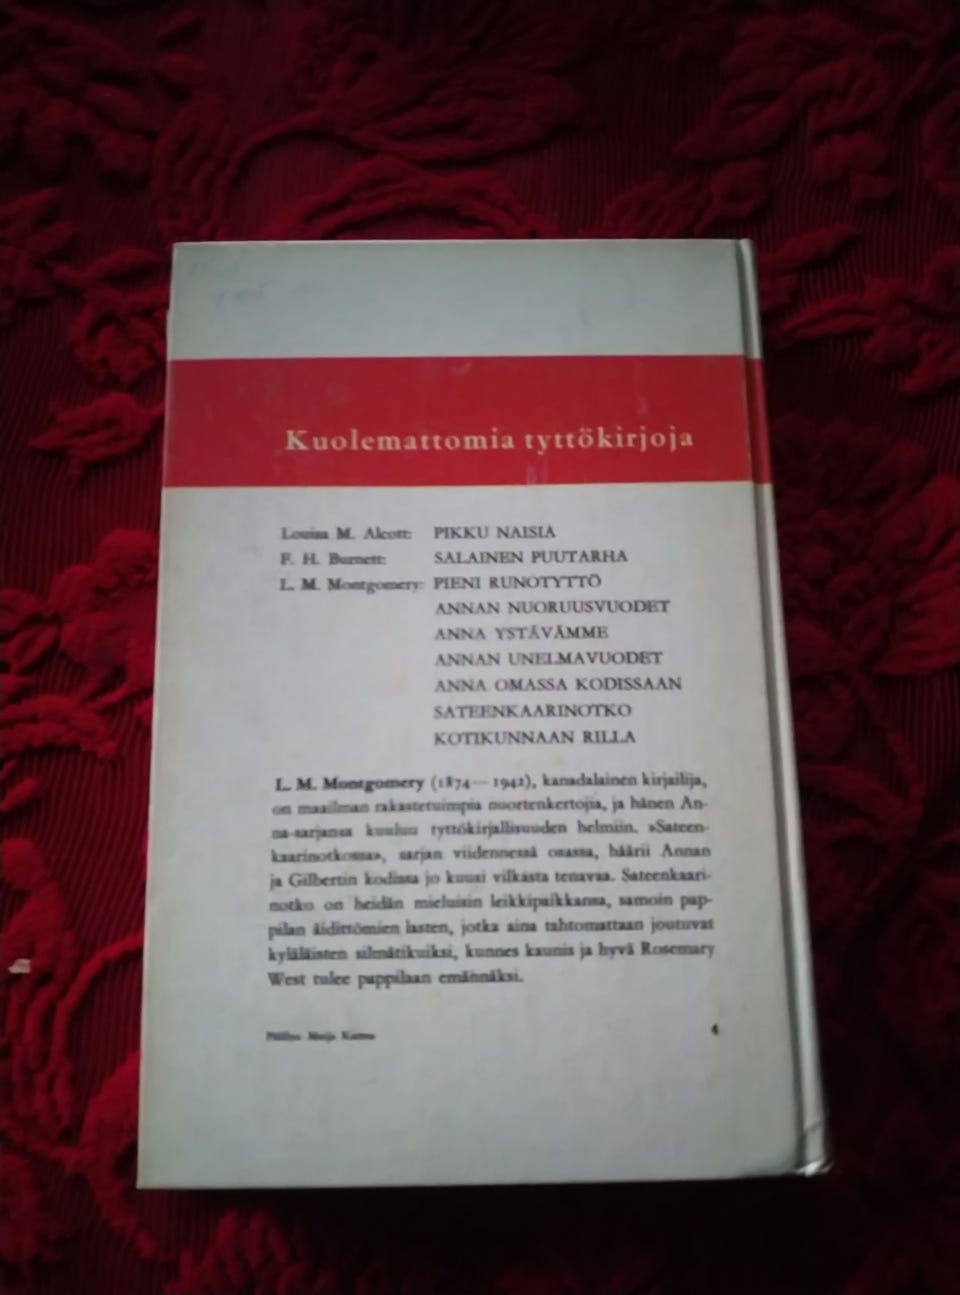 Kuolemattomia tyttökirjoja
Louisa M. Alcott: PIKKU NAISIA
F. H. Burnett: SALAINEN PUUTARHA
L. M. Montgomery: PIENI RUNOTYTTÖ
ANNAN NUORUUSVUODET
ANNA YSTÄVÄMME
ANNAN UNELMAVUODET
ANNA OMASSA KODISSAAN
SATEENKAARINOTKO
KOTIKUNNAAN RILLA
L. M. Montgomery (1874—1942), kanadalainen kirjailija,
on maailman rakastetuimpia nuortenkertojia, ja hänen An-
na-sarjansa kuuluu tyttökirjallisuuden helmiin. »Sateen-
kaarinotkossa», sarjan viidennessä osassa, häärii Annan
ja Gilbertin kodissa jo kuusi vilkasta tenavaa. Sateenkaari-
notko on heidän mieluisin leikkipaikkansa, samoin pap-
pilan äidittömien lasten, jotka aina tahtomattaan joutuvat
kyläläisten silmätikuiksi, kunnes kaunis ja hyvä Rosemary
West tulee pappilaan emännäksi.
Päällys 4